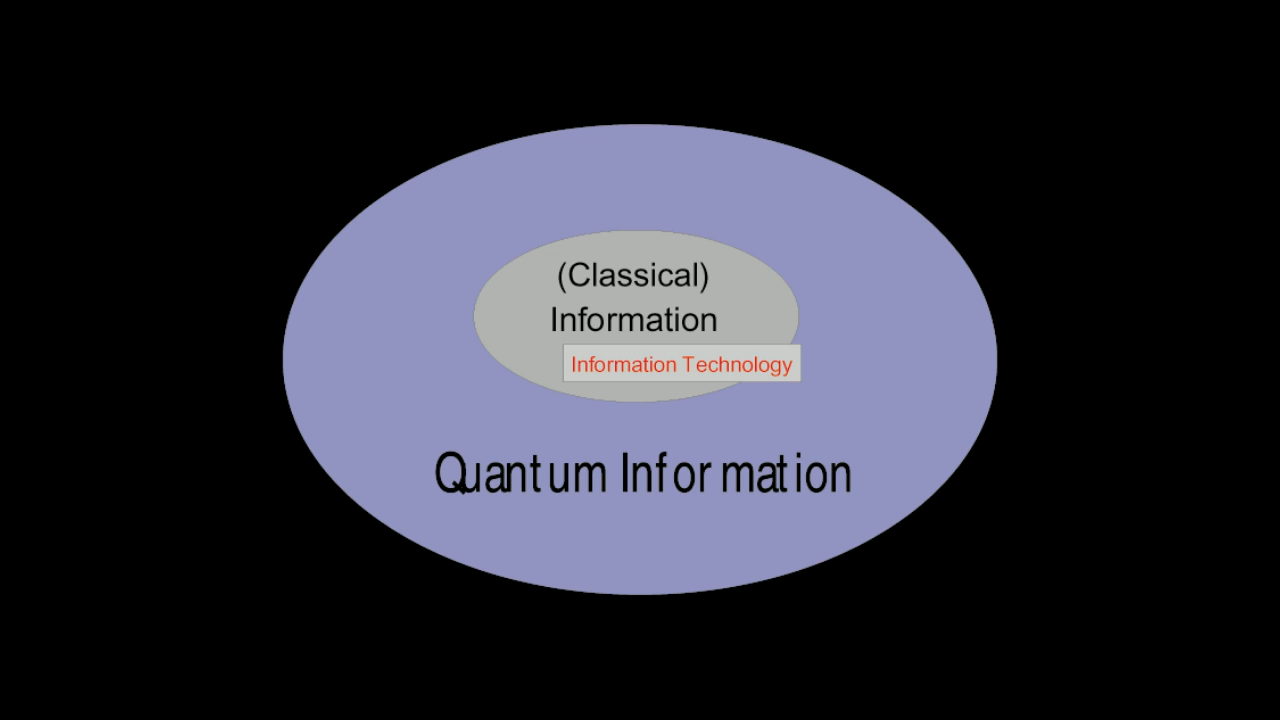 (Classical)
Information
Information Technology
Quantum Information